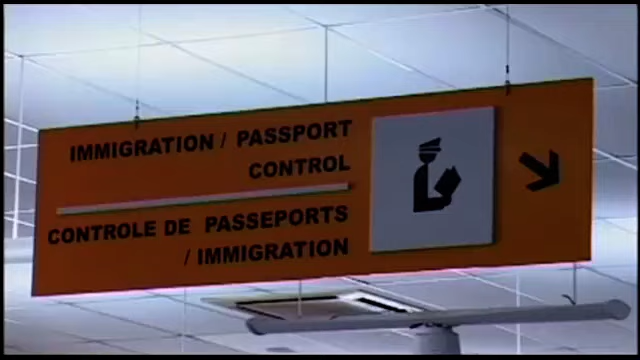 IMMIGRATION / PASSPORT
CONTROL
CONTROLE DE PASSEPORTS
/ IMMIGRATION